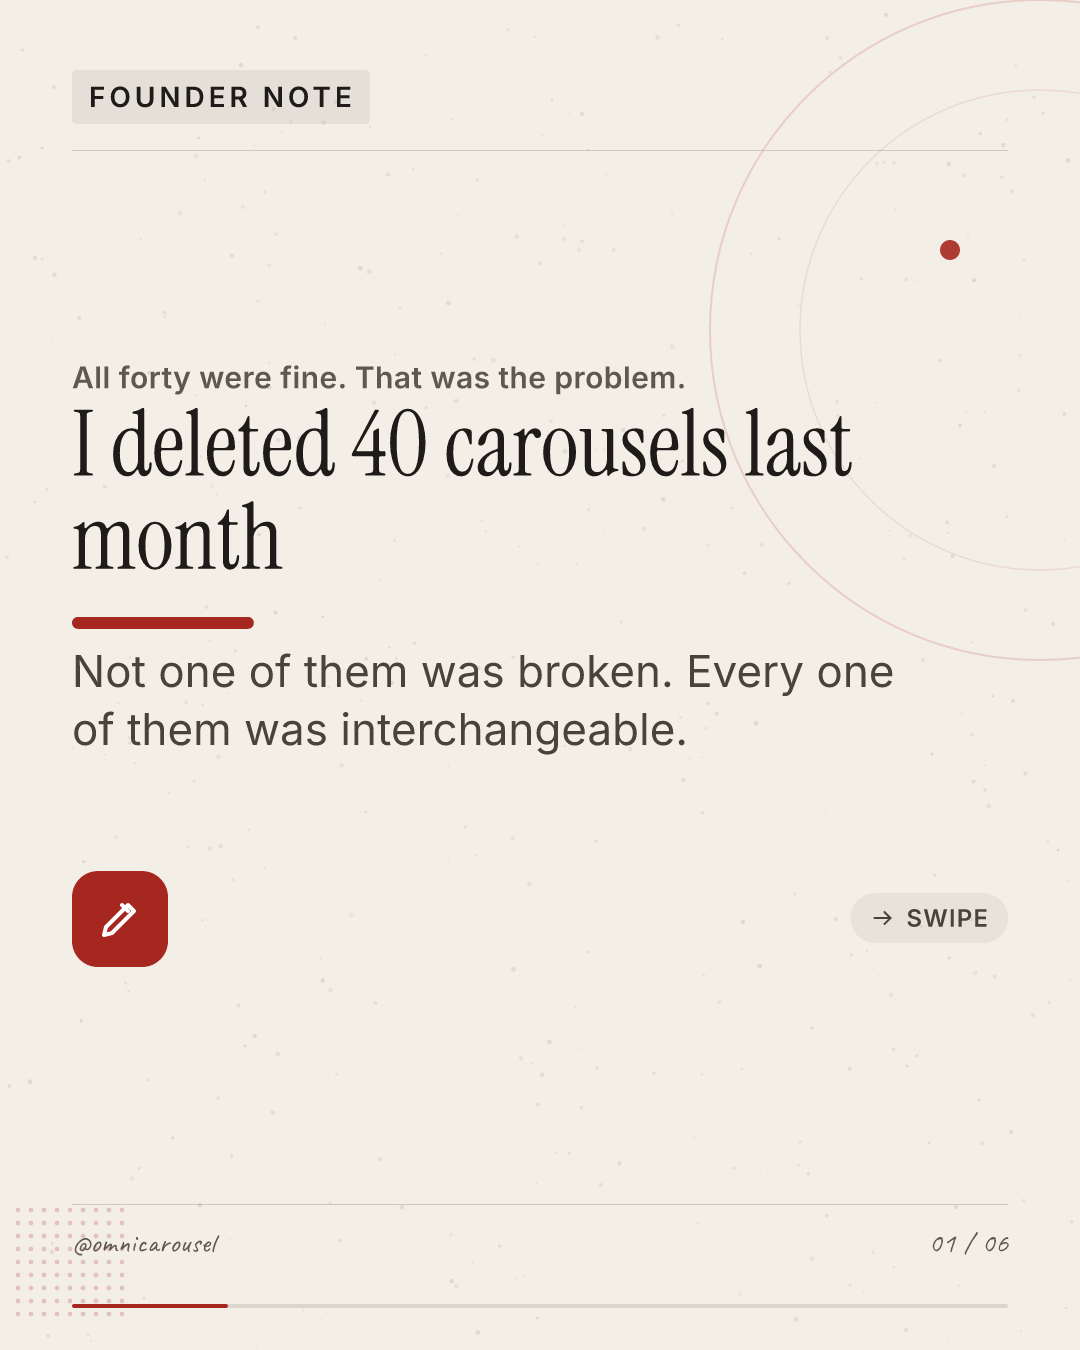 FOUNDER NOTE
All forty were fine. That was the problem.
I deleted 40 carousels last
month
Not one of them was broken. Every one
of them was interchangeable.
→ SWIPE
@omnicarousel
01 / 06